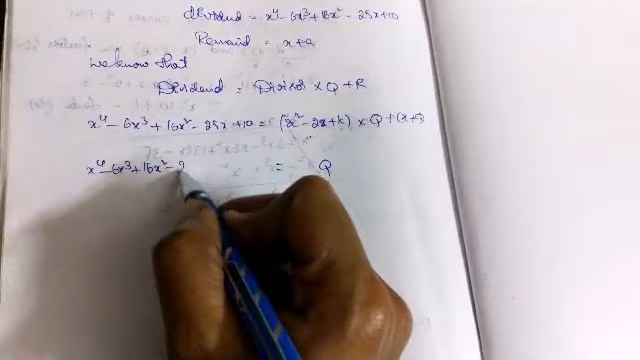 Dividend = x⁴ - 6x³ + 16x² - 25x + 10
Remaind = x + a
We know that
Dividend = Divisor × Q + R
x⁴ - 6x³ + 16x² - 25x + 10 = (x² - 2x + k) × Q + (x + a)
x⁴ - 6x³ + 16x² - 2 = Q